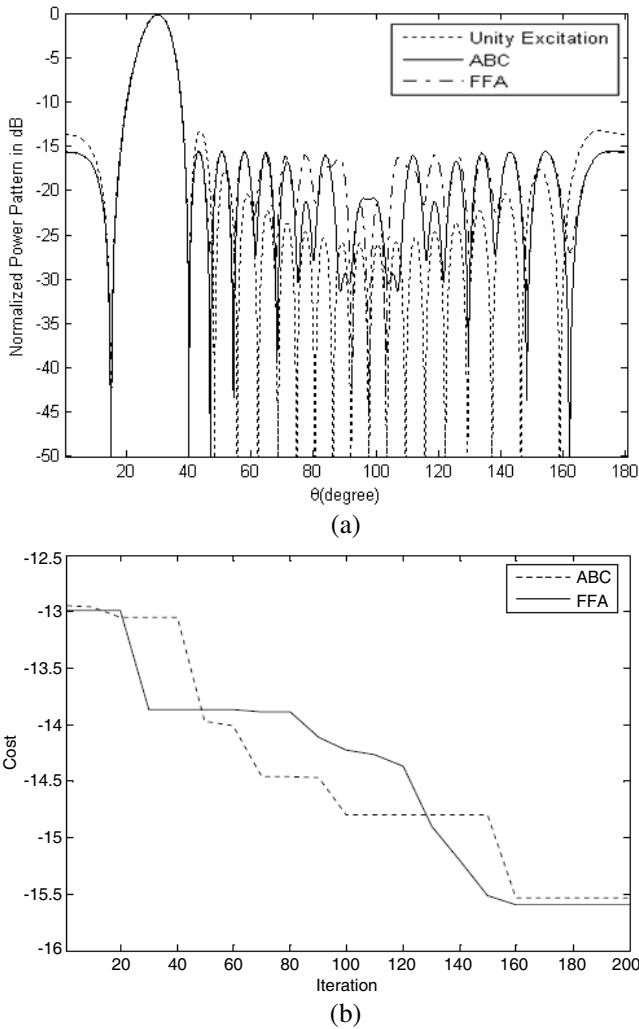 0
-5
-10
-15
-20
-25
-30
-35
-40
-45
-50
Normalized Power Pattern in dB
Unity Excitation
ABC
FFA
20 40 60 80 100 120 140 160 180
θ(degree)
(a)
-12.5
-13
-13.5
-14
-14.5
-15
-15.5
-16
Cost
ABC
FFA
20 40 60 80 100 120 140 160 180 200
Iteration
(b)